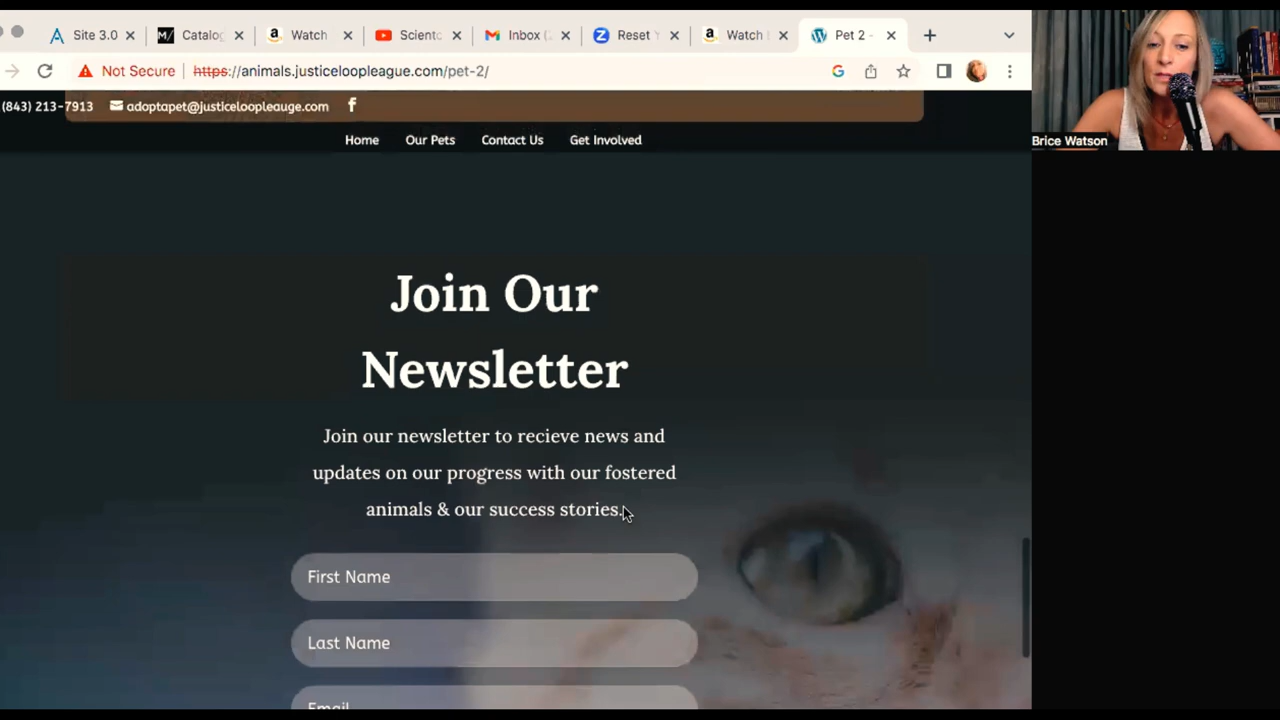 Site 3.0
Catalog
Watch
Scient
Inbox (
Reset
Watch
Pet 2 -
Not Secure
https://animals.justiceloopleague.com/pet-2/
(843) 213-7913
adoptapet@justiceloopleauge.com
Home
Our Pets
Contact Us
Get Involved
Brice Watson
Join Our
Newsletter
Join our newsletter to recieve news and
updates on our progress with our fostered
animals & our success stories.
First Name
Last Name
Email